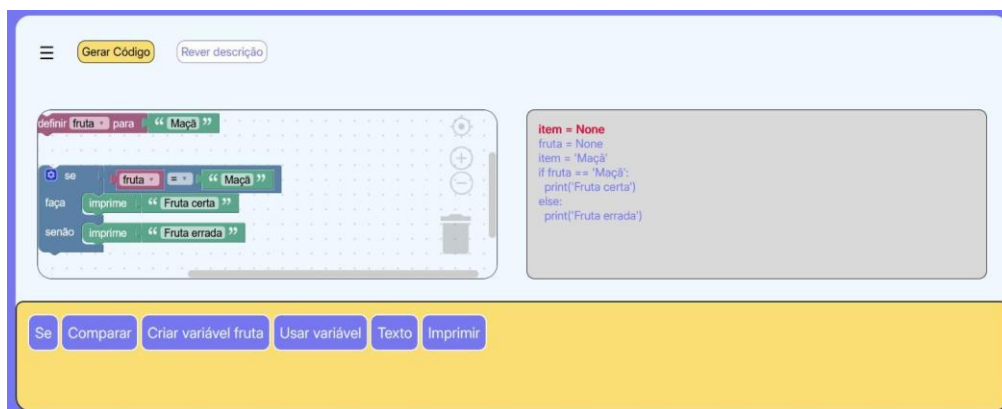 ☰ Gerar Código Rever descrição
definir fruta para “ Maçã ”
se fruta = “ Maçã ”
faça imprime “ Fruta certa ”
senão imprime “ Fruta errada ”
item = None
fruta = None
item = 'Maçã'
if fruta == 'Maçã':
print('Fruta certa')
else:
print('Fruta errada')
Se Comparar Criar variável fruta Usar variável Texto Imprimir